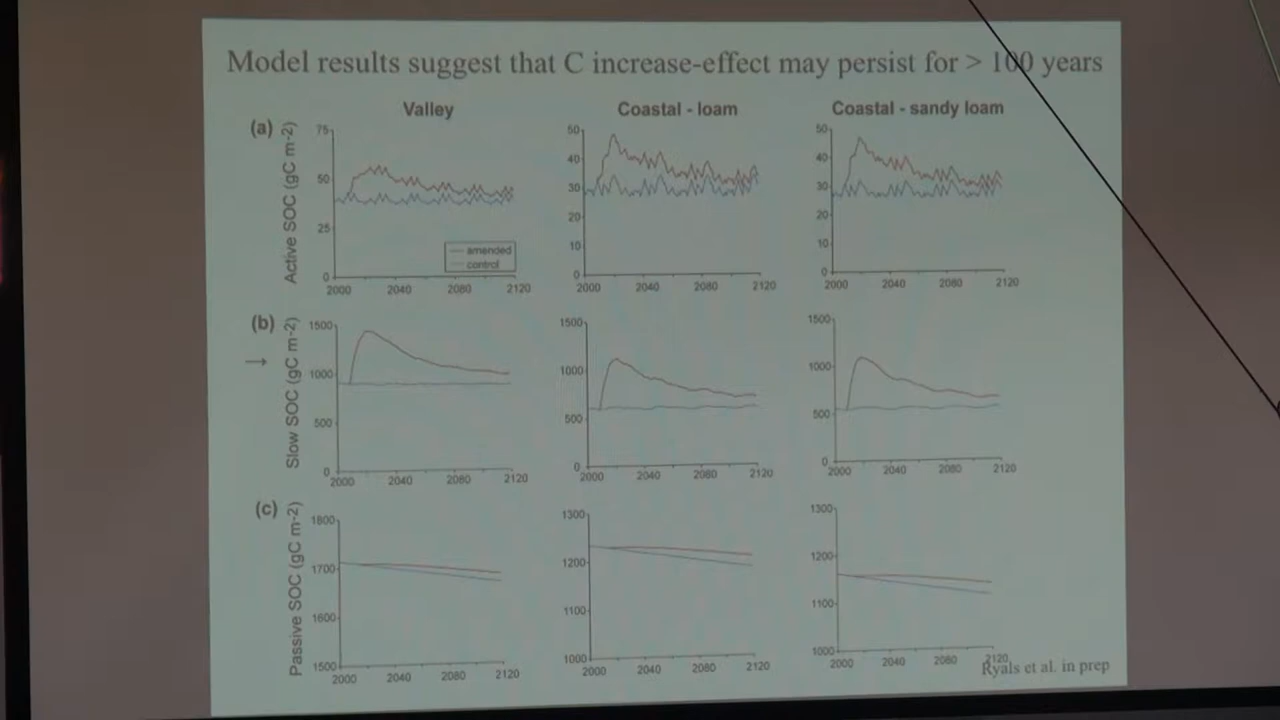 Model results suggest that C increase-effect may persist for > 100 years
Valley
Coastal - loam
Coastal - sandy loam
(a)
Active SOC (gC m-2)
75
50
25
0
2000 2040 2080 2120
amended
control
50
40
30
20
10
0
2000 2040 2080 2120
50
40
30
20
10
0
2000 2040 2080 2120
(b)
→
Slow SOC (gC m-2)
1500
1000
500
0
2000 2040 2080 2120
1500
1000
500
0
2000 2040 2080 2120
1500
1000
500
0
2000 2040 2080 2120
(c)
Passive SOC (gC m-2)
1800
1700
1600
1500
2000 2040 2080 2120
1300
1200
1100
1000
2000 2040 2080 2120
1300
1200
1100
1000
2000 2040 2080 2120
Ryals et al. in prep